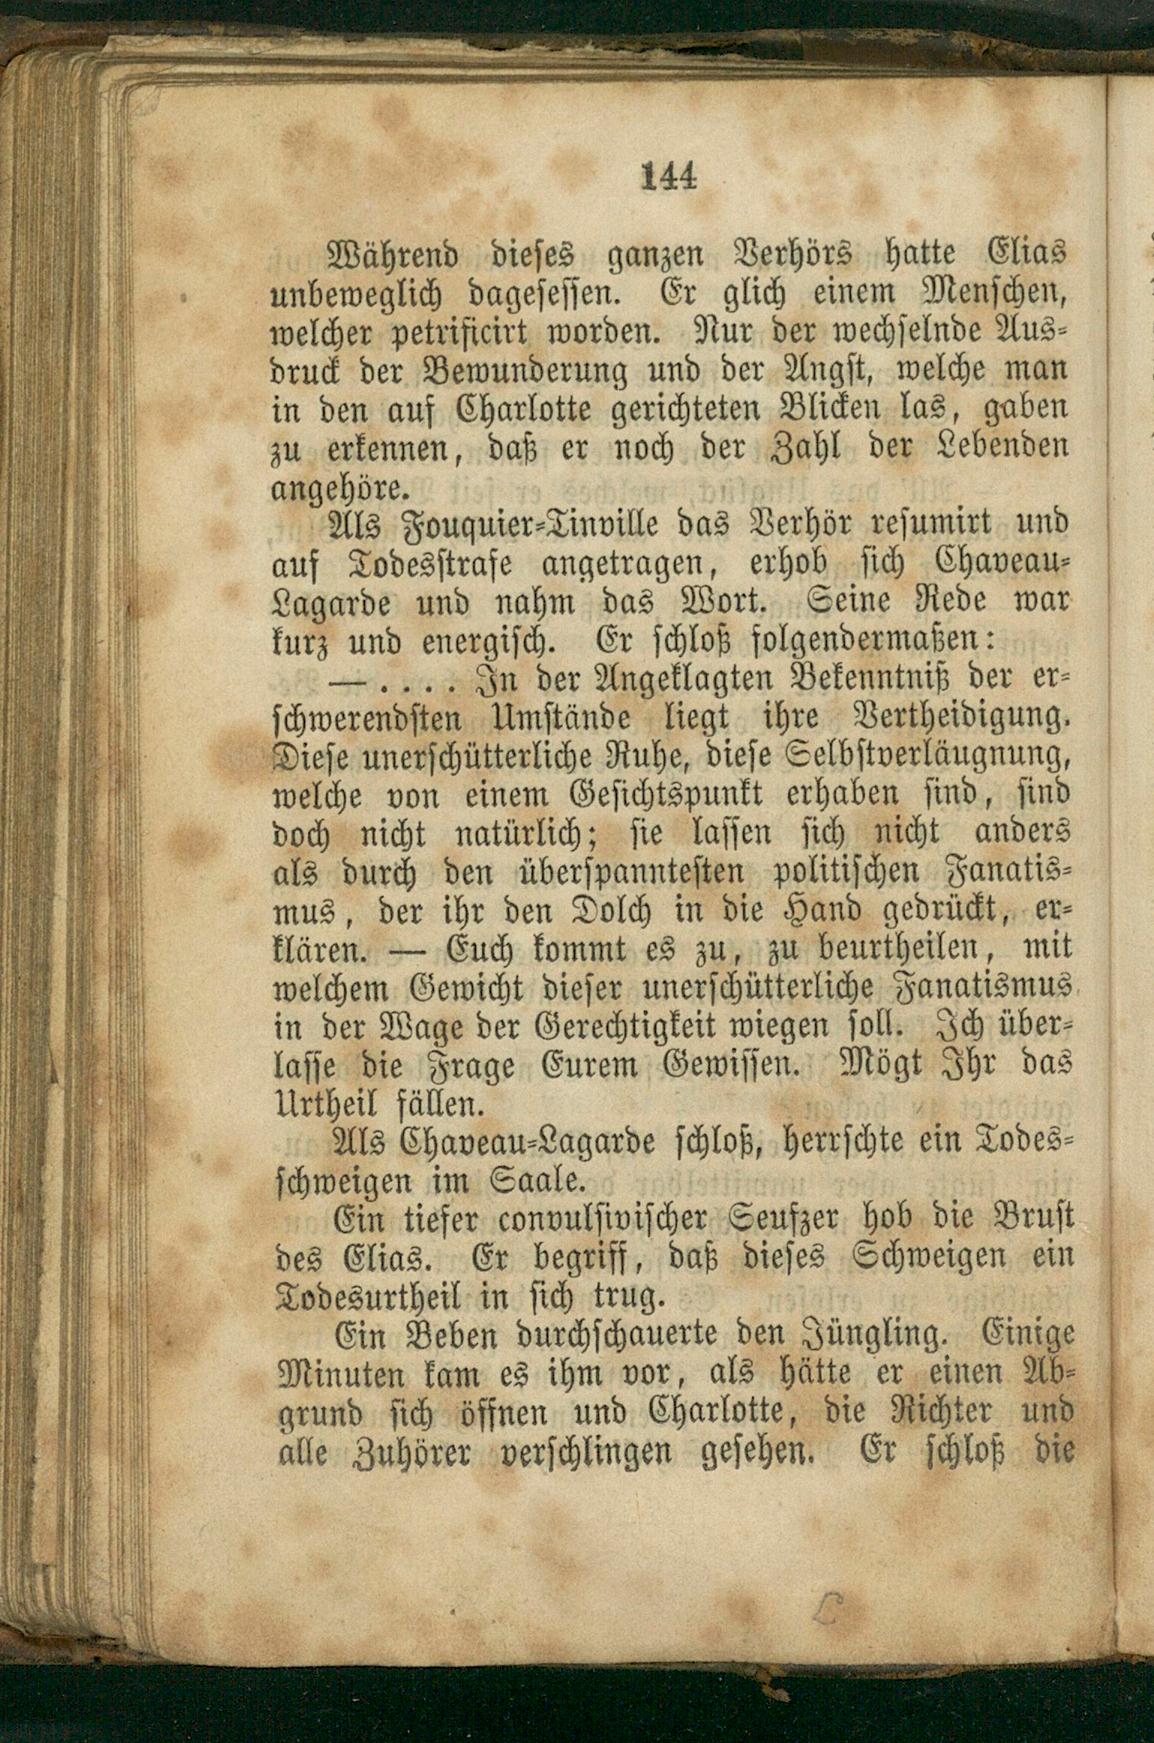 144
Während dieses ganzen Verhörs hatte Elias
unbeweglich dagesessen. Er glich einem Menschen,
welcher petrificirt worden. Nur der wechselnde Aus-
druck der Bewunderung und der Angst, welche man
in den auf Charlotte gerichteten Blicken las, gaben
zu erkennen, daß er noch der Zahl der Lebenden
angehöre.
Als Fouquier-Tinville das Verhör resumirt und
auf Todesstrafe angetragen, erhob sich Chaveau-
Lagarde und nahm das Wort. Seine Rede war
kurz und energisch. Er schloß folgendermaßen:
— . . . . In der Angeklagten Bekenntniß der er-
schwerendsten Umstände liegt ihre Vertheidigung.
Diese unerschütterliche Ruhe, diese Selbstverläugnung,
welche von einem Gesichtspunkt erhaben sind, sind
doch nicht natürlich; sie lassen sich nicht anders
als durch den überspanntesten politischen Fanatis-
mus, der ihr den Dolch in die Hand gedrückt, er-
klären. — Euch kommt es zu, zu beurtheilen, mit
welchem Gewicht dieser unerschütterliche Fanatismus
in der Wage der Gerechtigkeit wiegen soll. Ich über-
lasse die Frage Eurem Gewissen. Mögt Ihr das
Urtheil fällen.
Als Chaveau-Lagarde schloß, herrschte ein Todes-
schweigen im Saale.
Ein tiefer convulsivischer Seufzer hob die Brust
des Elias. Er begriff, daß dieses Schweigen ein
Todesurtheil in sich trug.
Ein Beben durchschauerte den Jüngling. Einige
Minuten kam es ihm vor, als hätte er einen Ab-
grund sich öffnen und Charlotte, die Richter und
alle Zuhörer verschlingen gesehen. Er schloß die